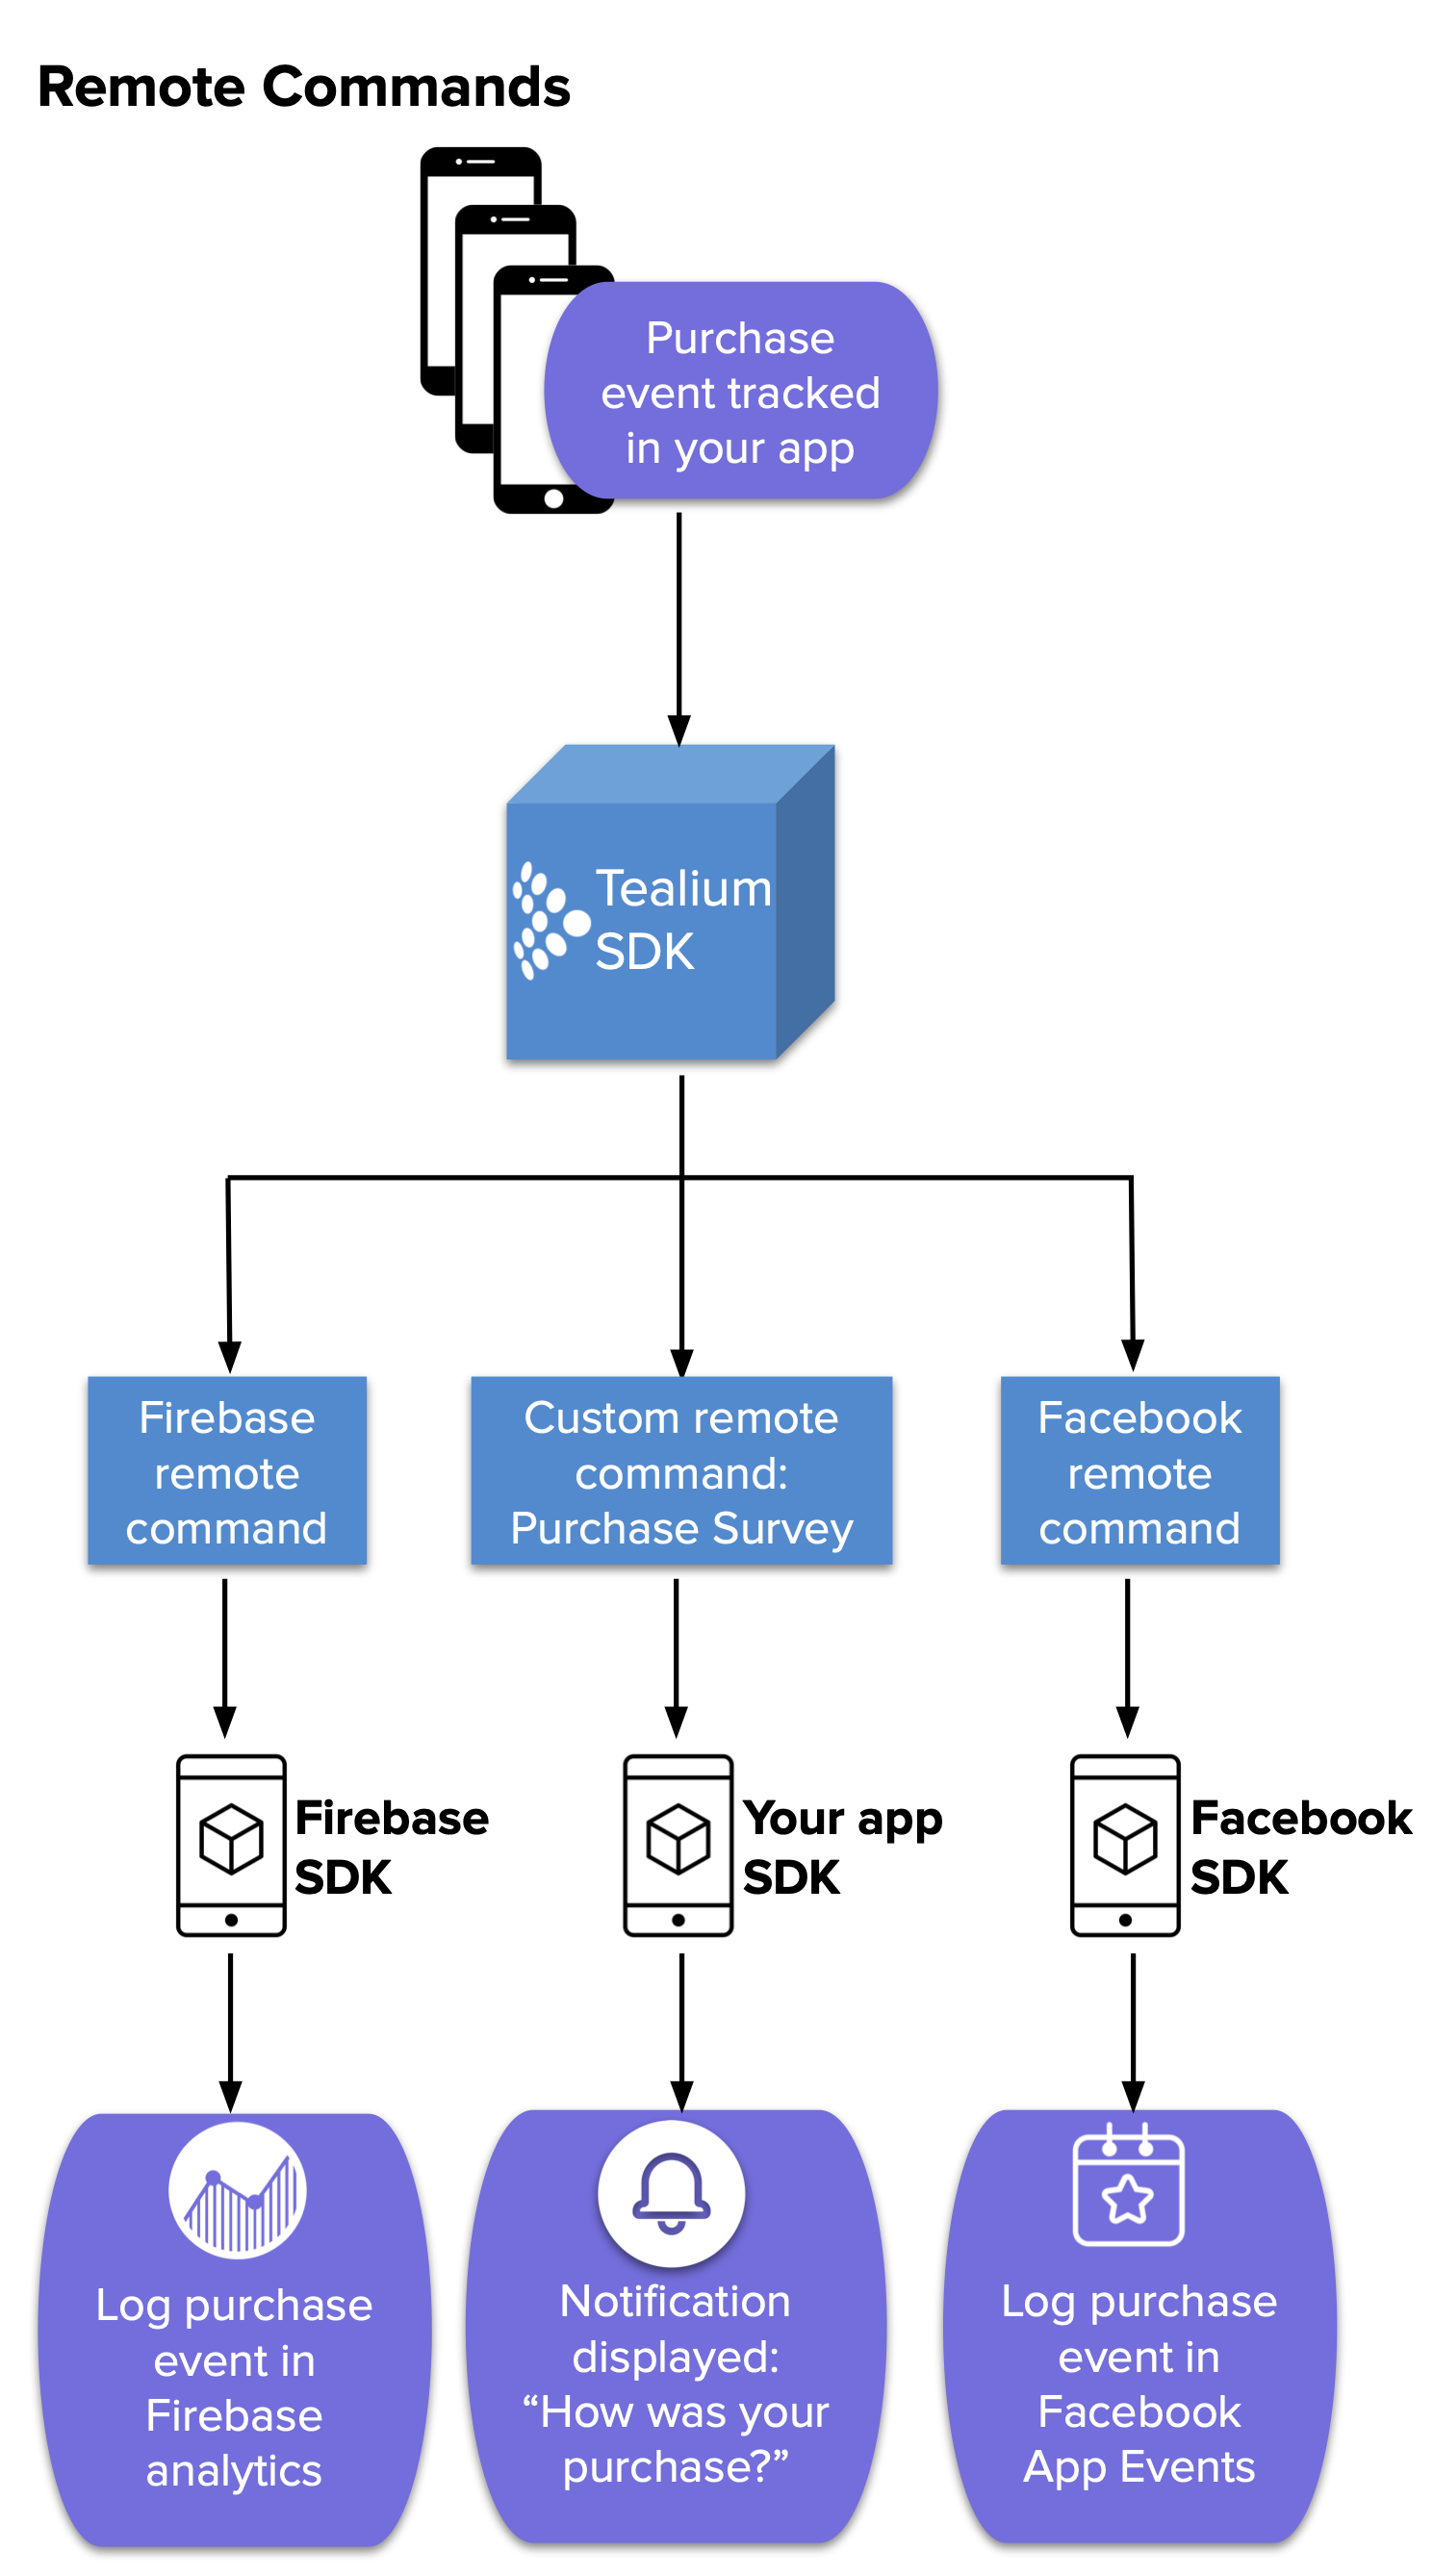 Remote Commands
Purchase
event tracked
in your app
Tealium
SDK
Firebase
remote
command
Custom remote
command:
Purchase Survey
Facebook
remote
command
Firebase
SDK
Your app
SDK
Facebook
SDK
Log purchase
event in
Firebase
analytics
Notification
displayed:
“How was your
purchase?”
Log purchase
event in
Facebook
App Events